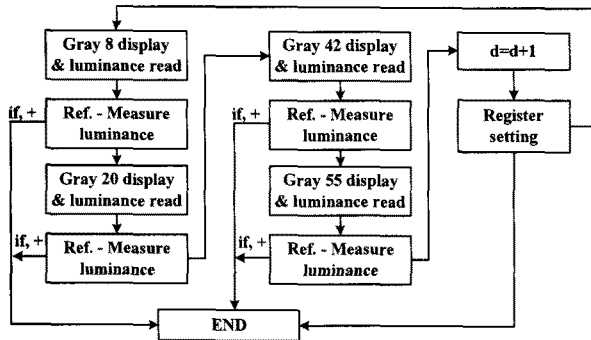 Gray 8 display
& luminance read
if, +
Ref. - Measure
luminance
Gray 20 display
& luminance read
if, +
Ref. - Measure
luminance
Gray 42 display
& luminance read
if, +
Ref. - Measure
luminance
Gray 55 display
& luminance read
if, +
Ref. - Measure
luminance
d=d+1
Register
setting
END